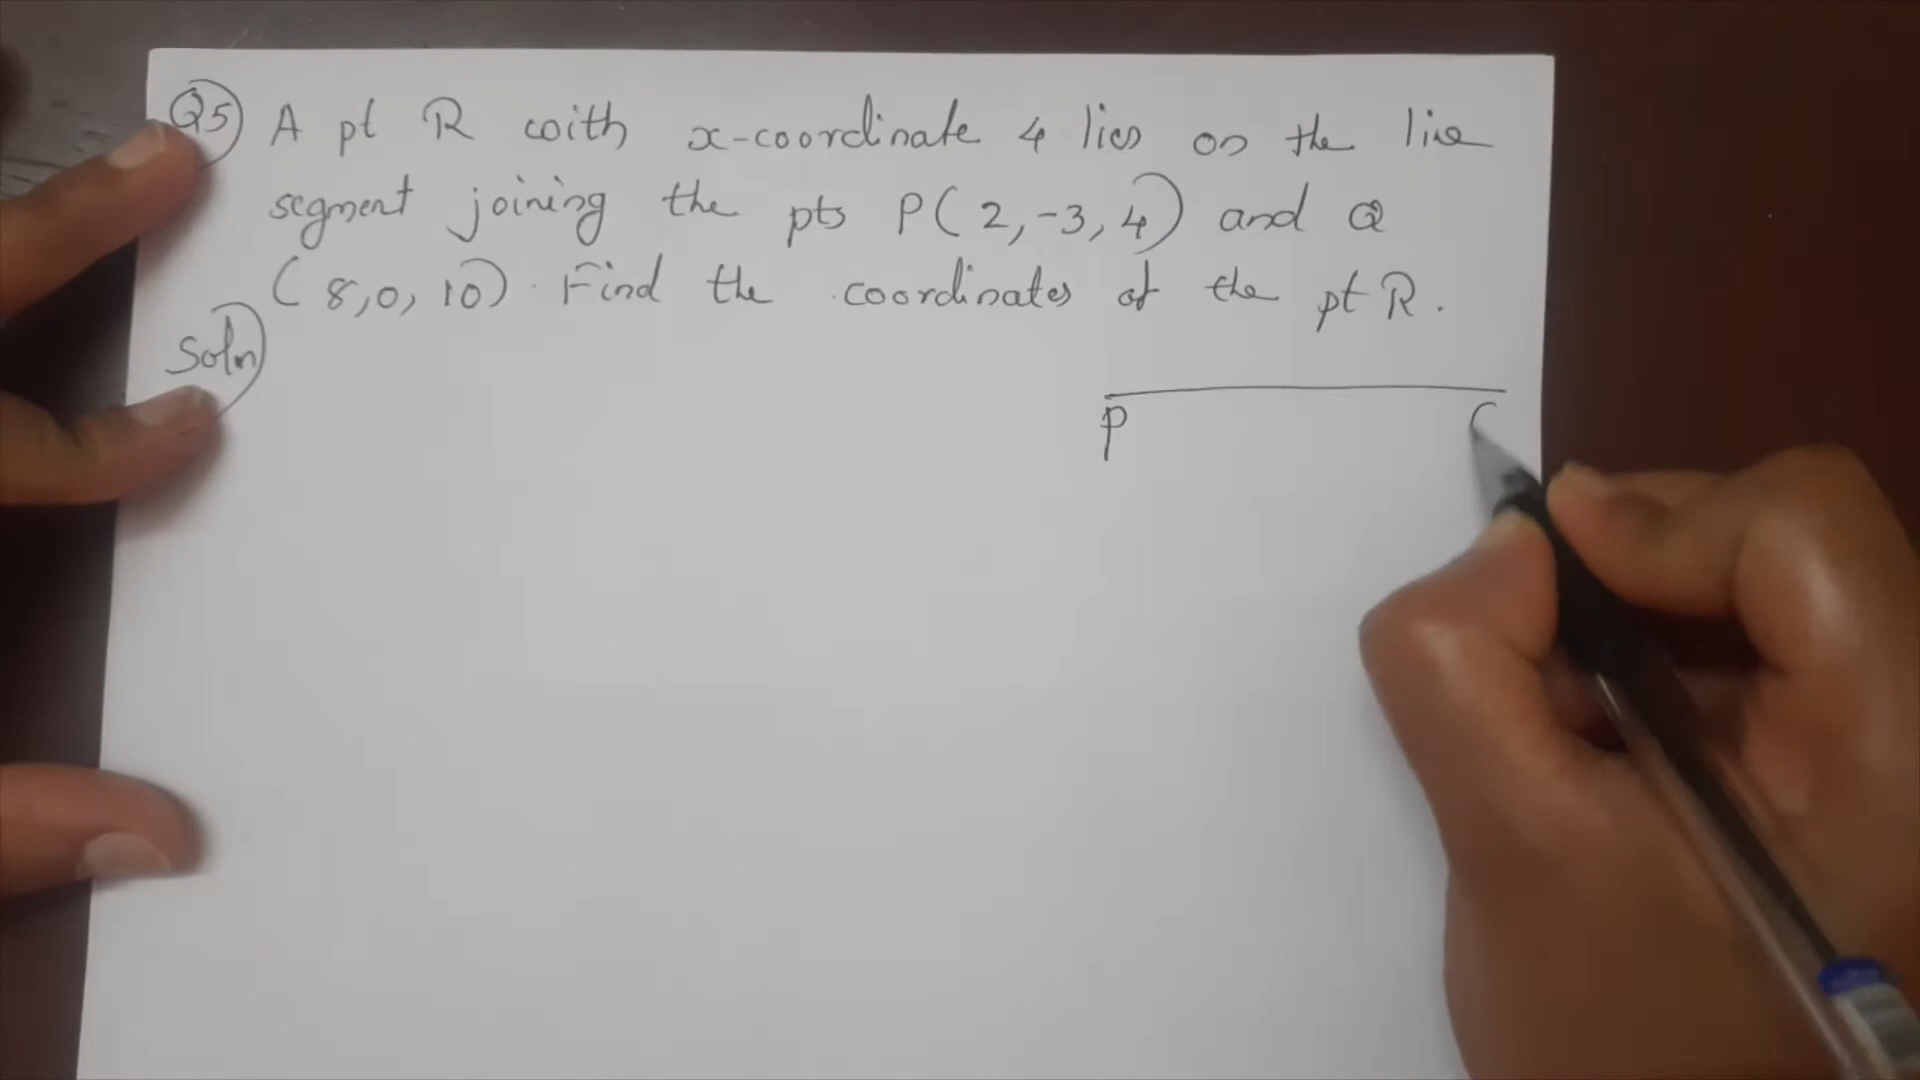 Q5) A pt R with x-coordinate 4 lies on the line
segment joining the pts P(2,-3,4) and Q
(8,0,10). Find the coordinates of the pt R.
Soln)
P